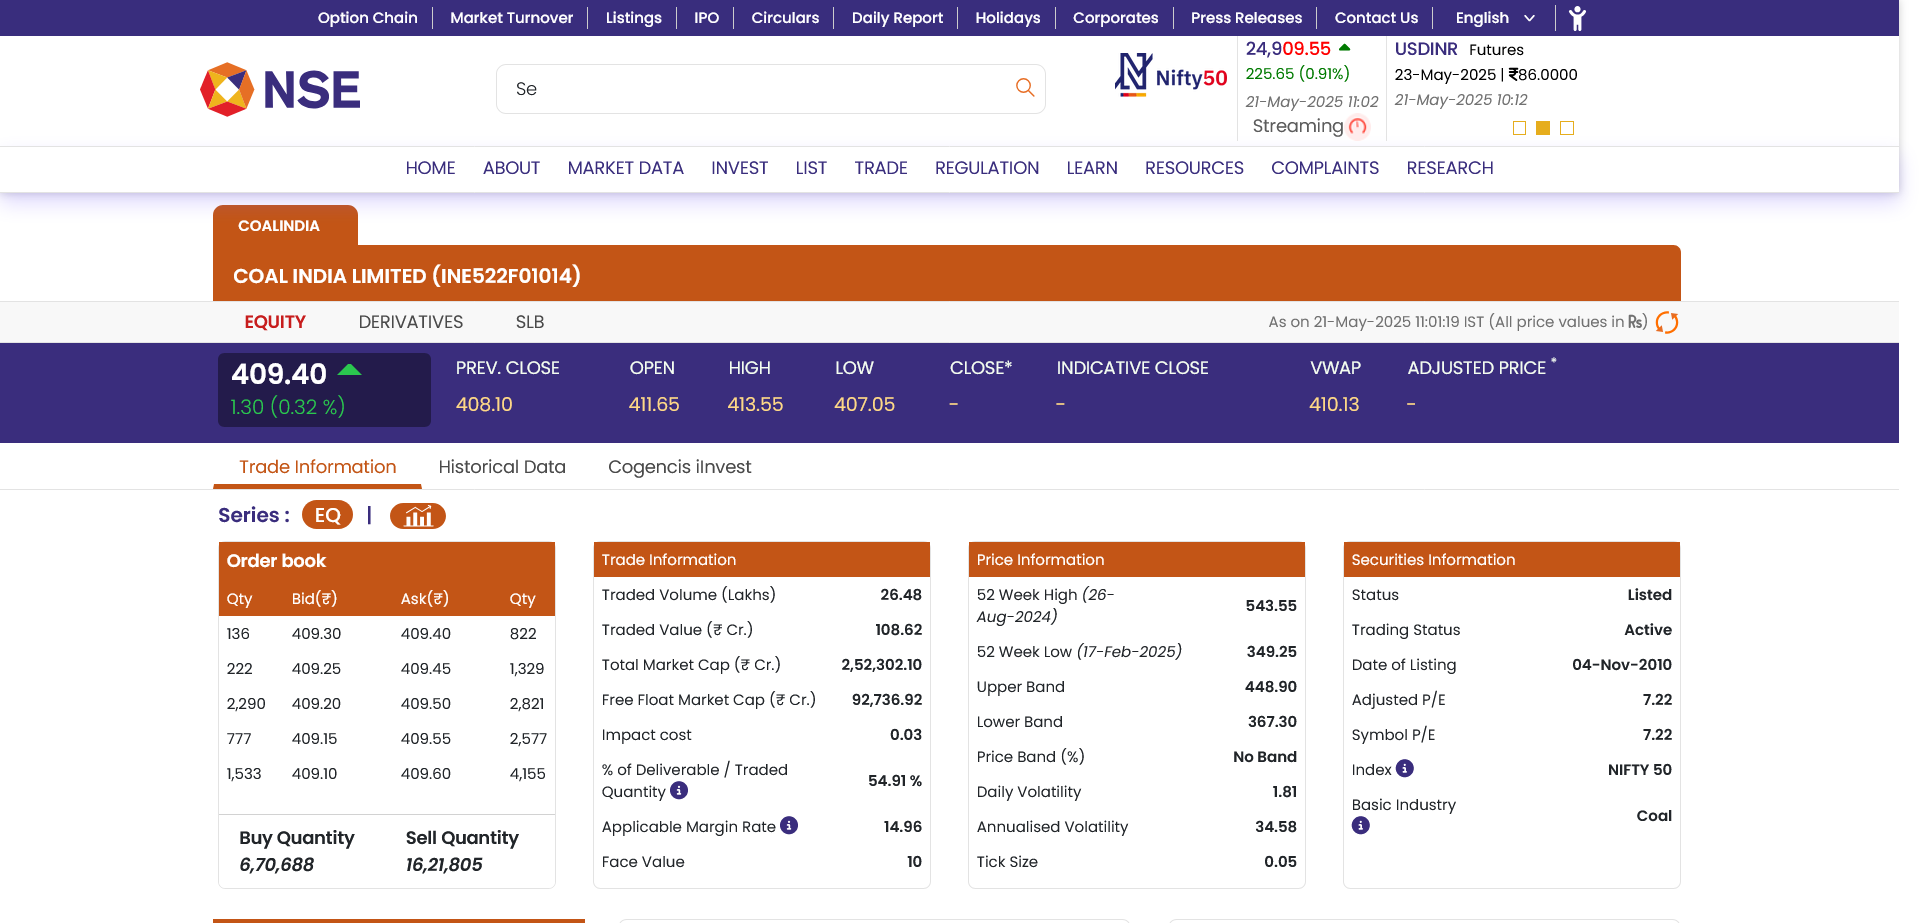 Option Chain Market Turnover Listings IPO Circulars Daily Report Holidays Corporates Press Releases Contact Us English
NSE
Se
Nifty50
24,909.55
225.65 (0.91%)
21-May-2025 11:02
Streaming
USDINR Futures
23-May-2025 | ₹86.0000
21-May-2025 10:12
HOME ABOUT MARKET DATA INVEST LIST TRADE REGULATION LEARN RESOURCES COMPLAINTS RESEARCH
COALINDIA
COAL INDIA LIMITED (INE522F01014)
EQUITY DERIVATIVES SLB
As on 21-May-2025 11:01:19 IST (All price values in ₨)
409.40
1.30 (0.32 %)
PREV. CLOSE OPEN HIGH LOW CLOSE* INDICATIVE CLOSE VWAP ADJUSTED PRICE *
408.10 411.65 413.55 407.05 - - 410.13 -
Trade Information Historical Data Cogencis iInvest
Series : EQ |
Order book
Qty Bid(₹) Ask(₹) Qty
136 409.30 409.40 822
222 409.25 409.45 1,329
2,290 409.20 409.50 2,821
777 409.15 409.55 2,577
1,533 409.10 409.60 4,155
Buy Quantity Sell Quantity
6,70,688 16,21,805
Trade Information
Traded Volume (Lakhs) 26.48
Traded Value (₹ Cr.) 108.62
Total Market Cap (₹ Cr.) 2,52,302.10
Free Float Market Cap (₹ Cr.) 92,736.92
Impact cost 0.03
% of Deliverable / Traded
Quantity 54.91 %
Applicable Margin Rate 14.96
Face Value 10
Price Information
52 Week High (26-
Aug-2024) 543.55
52 Week Low (17-Feb-2025) 349.25
Upper Band 448.90
Lower Band 367.30
Price Band (%) No Band
Daily Volatility 1.81
Annualised Volatility 34.58
Tick Size 0.05
Securities Information
Status Listed
Trading Status Active
Date of Listing 04-Nov-2010
Adjusted P/E 7.22
Symbol P/E 7.22
Index NIFTY 50
Basic Industry Coal